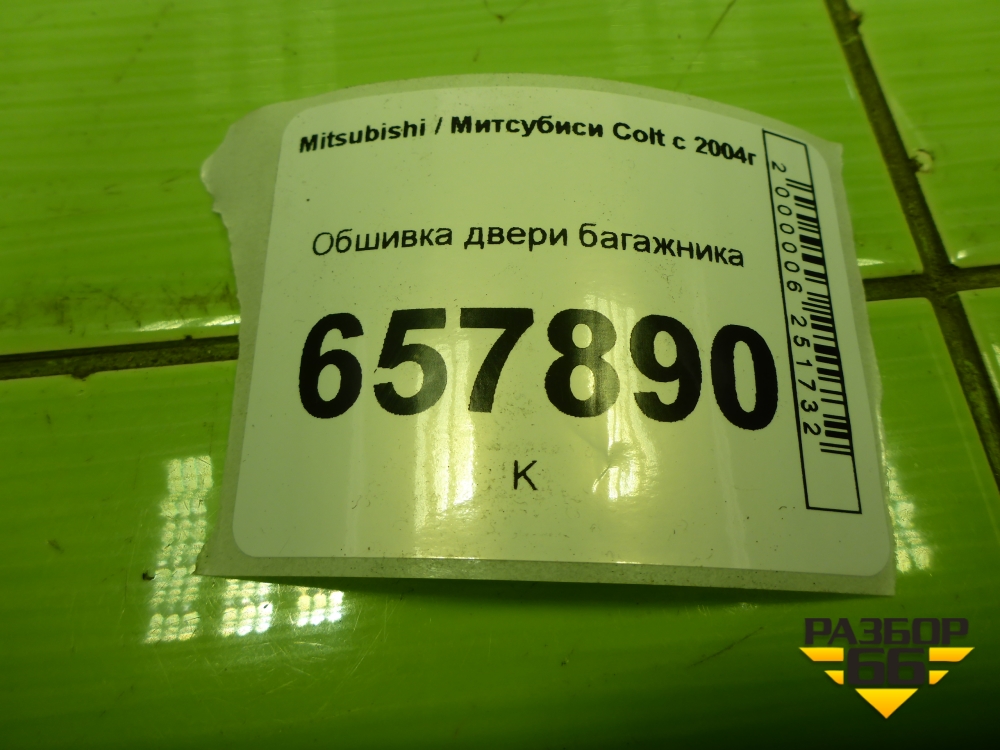 Mitsubishi / Митсубиси Colt с 2004г
Обшивка двери багажника
657890
К
2000006251732
РАЗБОР
66